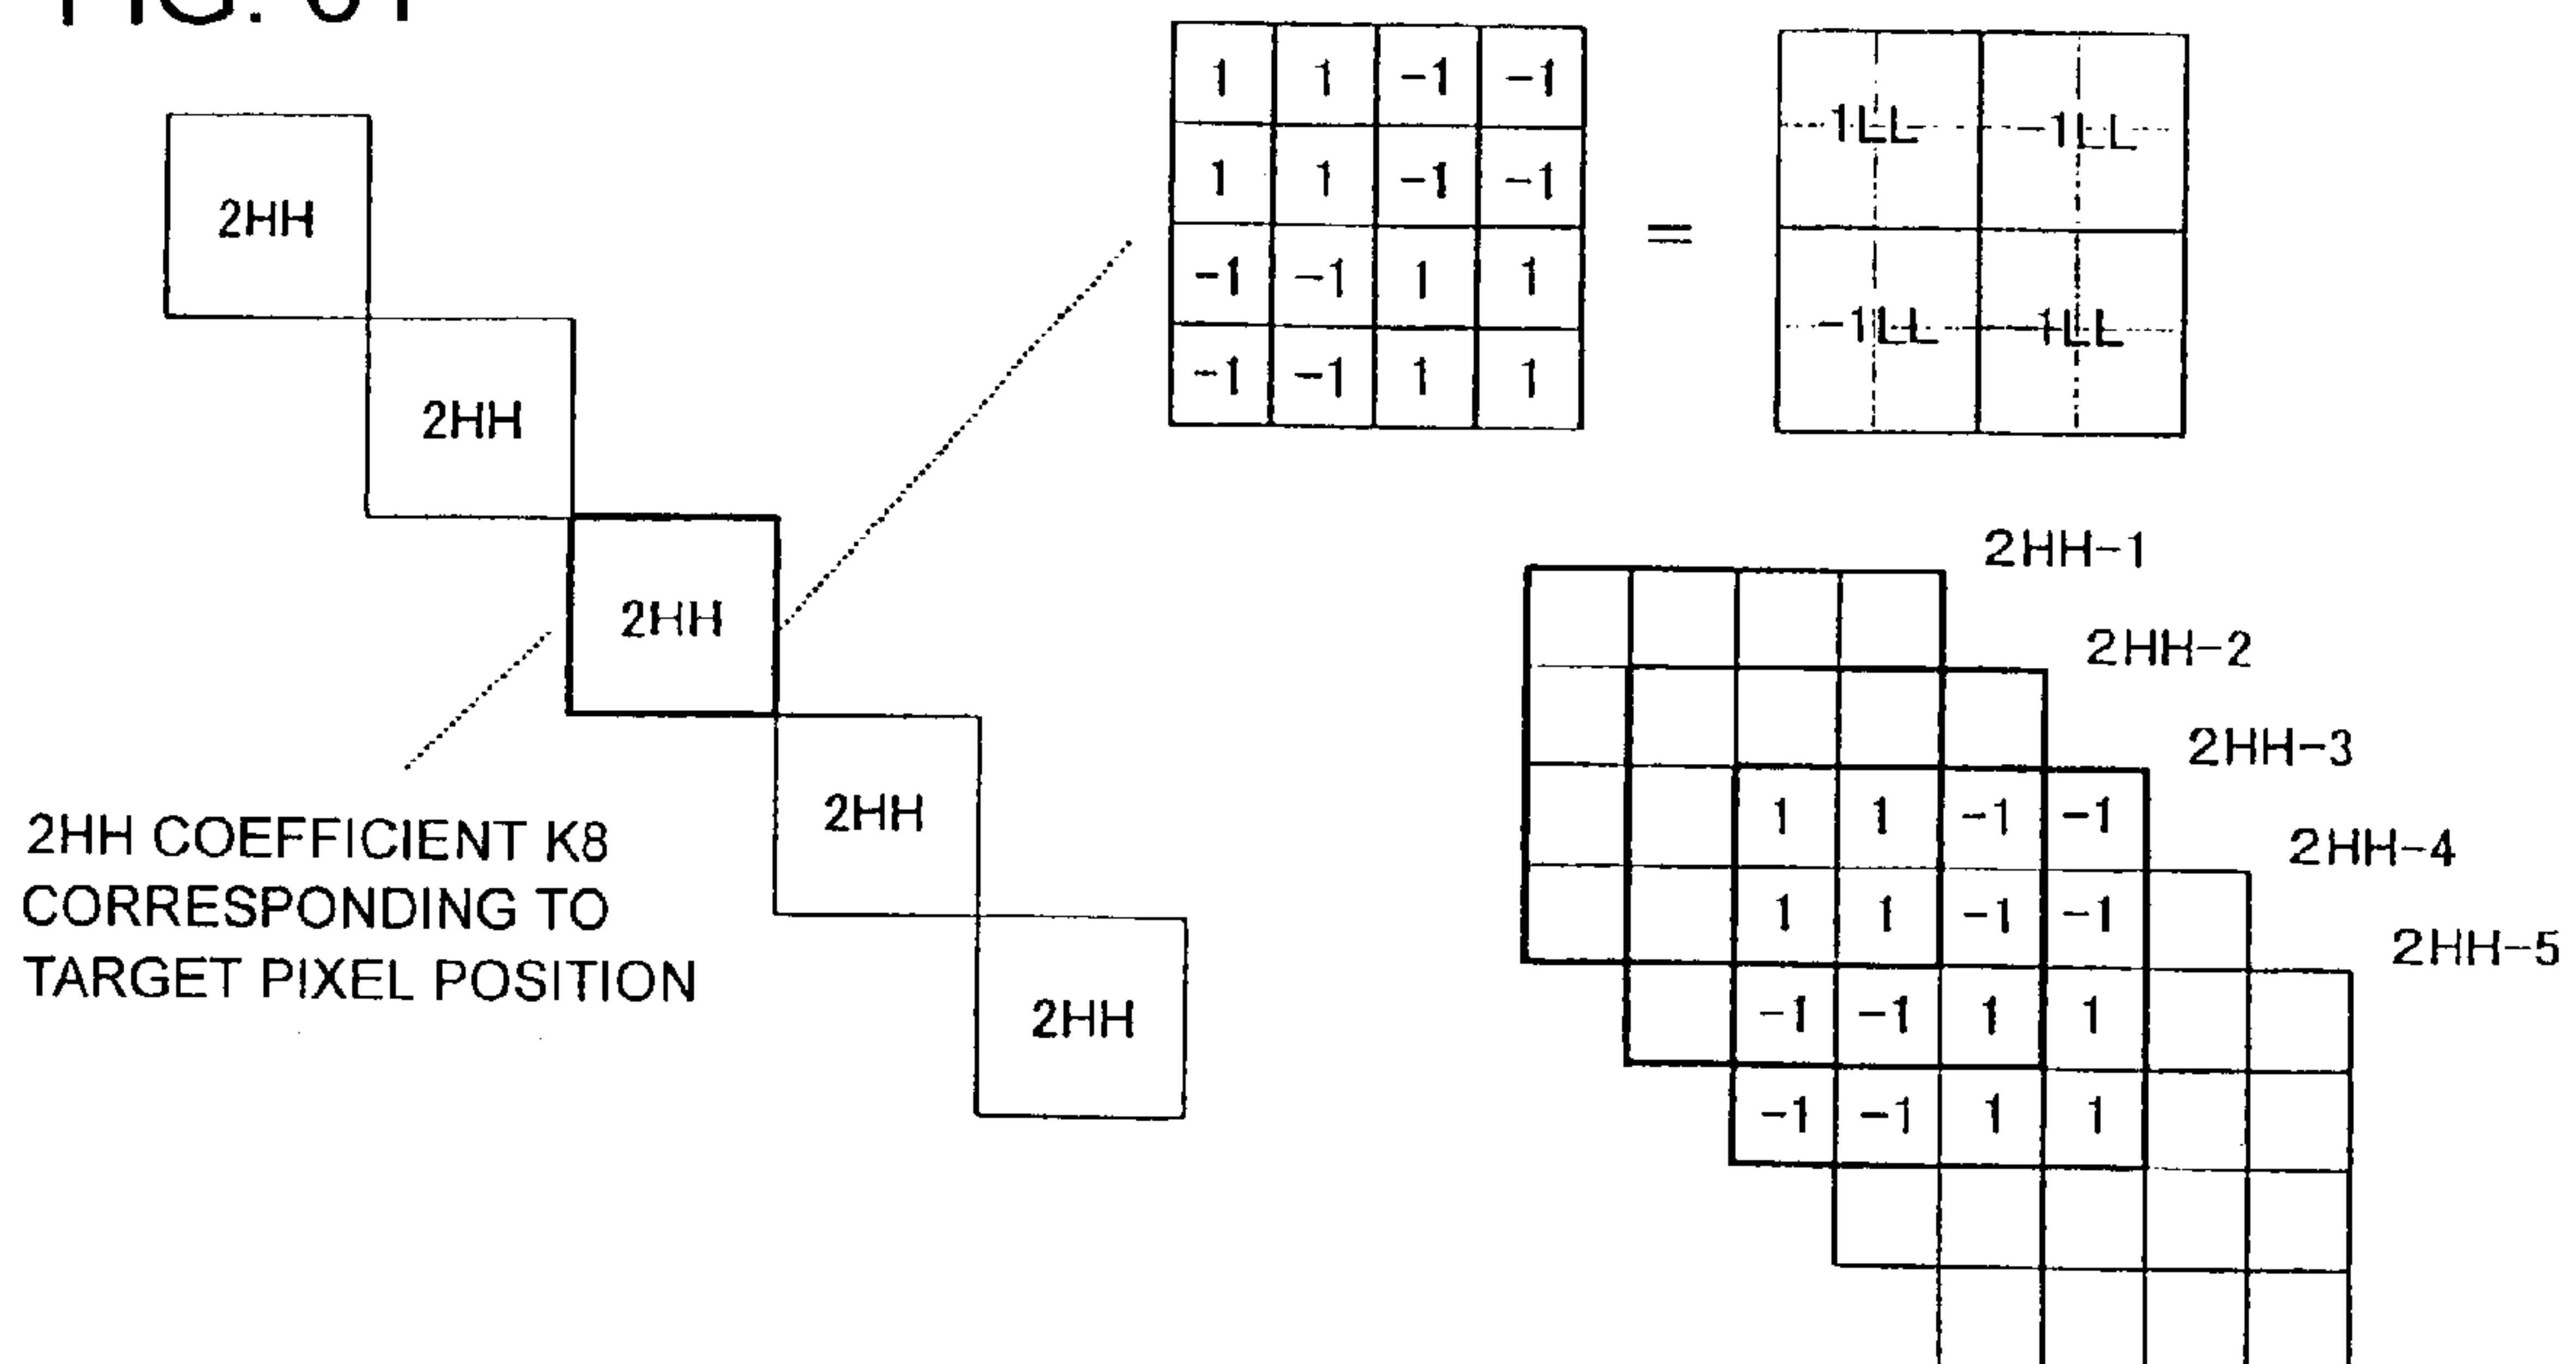 2HH
2HH
2HH
2HH
2HH
2HH COEFFICIENT K8
CORRESPONDING TO
TARGET PIXEL POSITION
1 1 -1 -1
1 1 -1 -1
-1 -1 1 1
-1 -1 1 1
=
1LL -1LL
-1LL 1LL
2HH-1
2HH-2
2HH-3
2HH-4
2HH-5
1 1 -1 -1
1 1 -1 -1
-1 -1 1 1
-1 -1 1 1